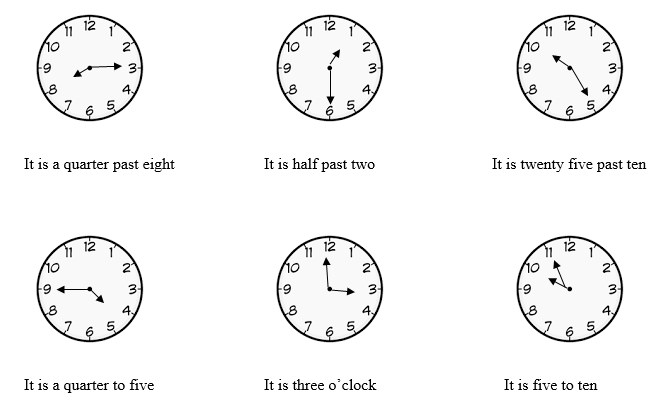 12 1 2 3 4 5 6 7 8 9 10 11
12 1 2 3 4 5 6 7 8 9 10 11
12 1 2 3 4 5 6 7 8 9 10 11
It is a quarter past eight
It is half past two
It is twenty five past ten
12 1 2 3 4 5 6 7 8 9 10 11
12 1 2 3 4 5 6 7 8 9 10 11
12 1 2 3 4 5 6 7 8 9 10 11
It is a quarter to five
It is three o'clock
It is five to ten